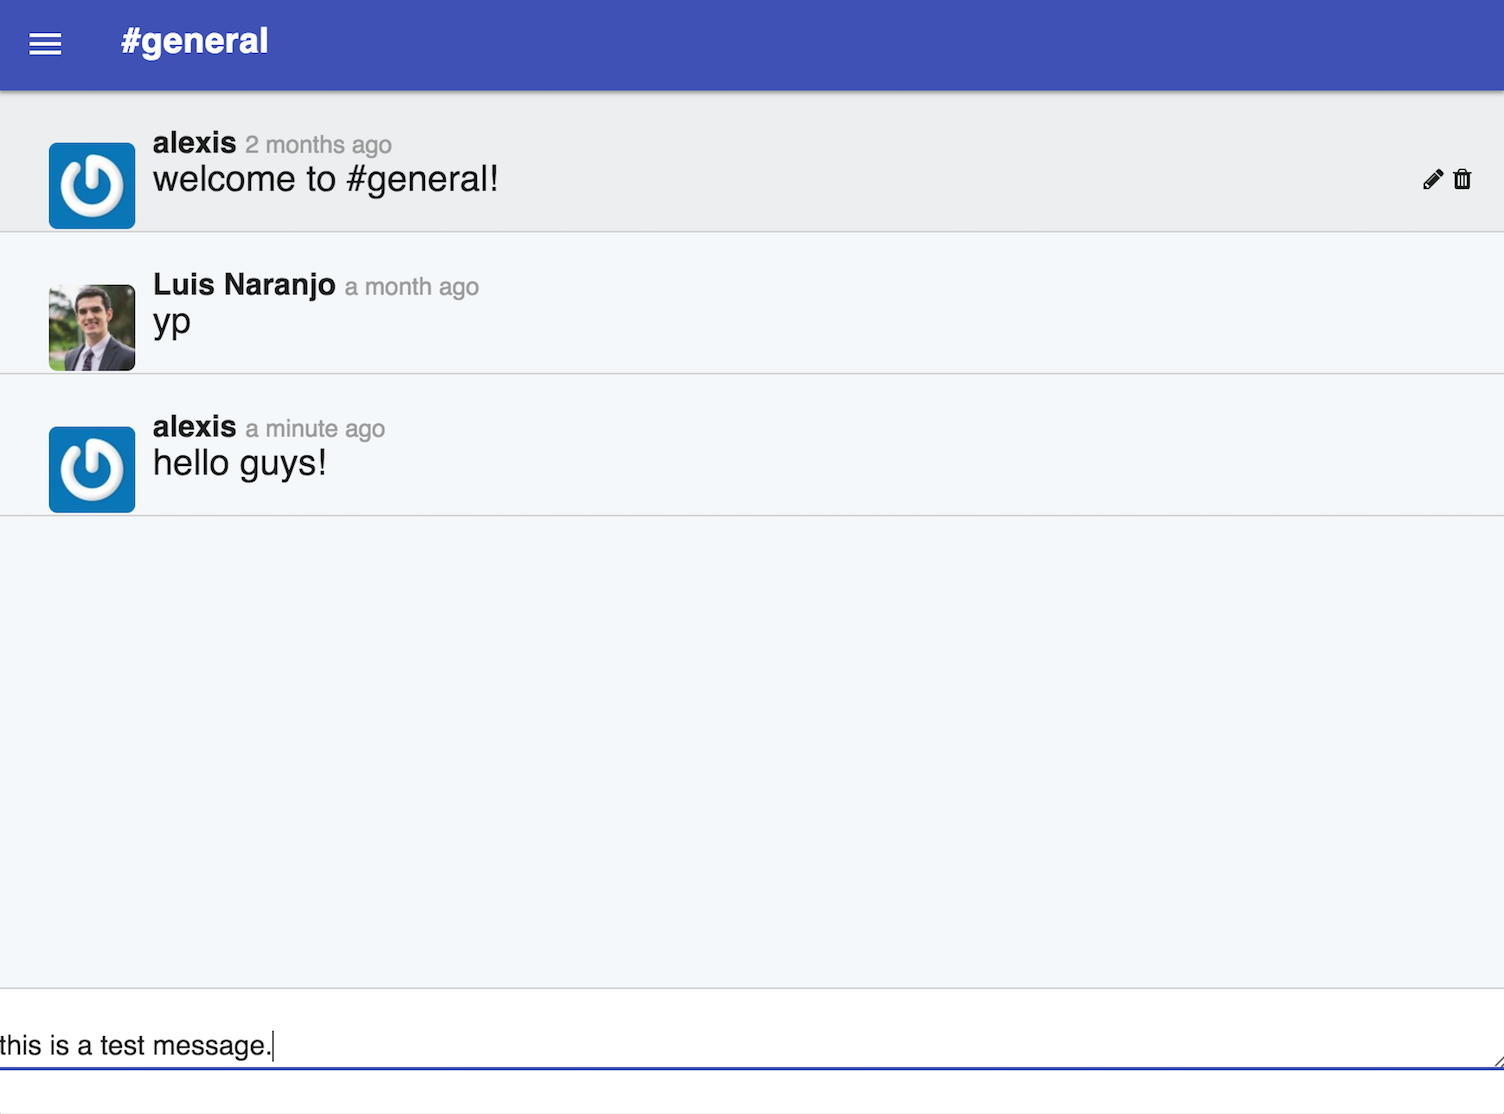 #general
alexis 2 months ago
welcome to #general!
Luis Naranjo a month ago
yp
alexis a minute ago
hello guys!
this is a test message.